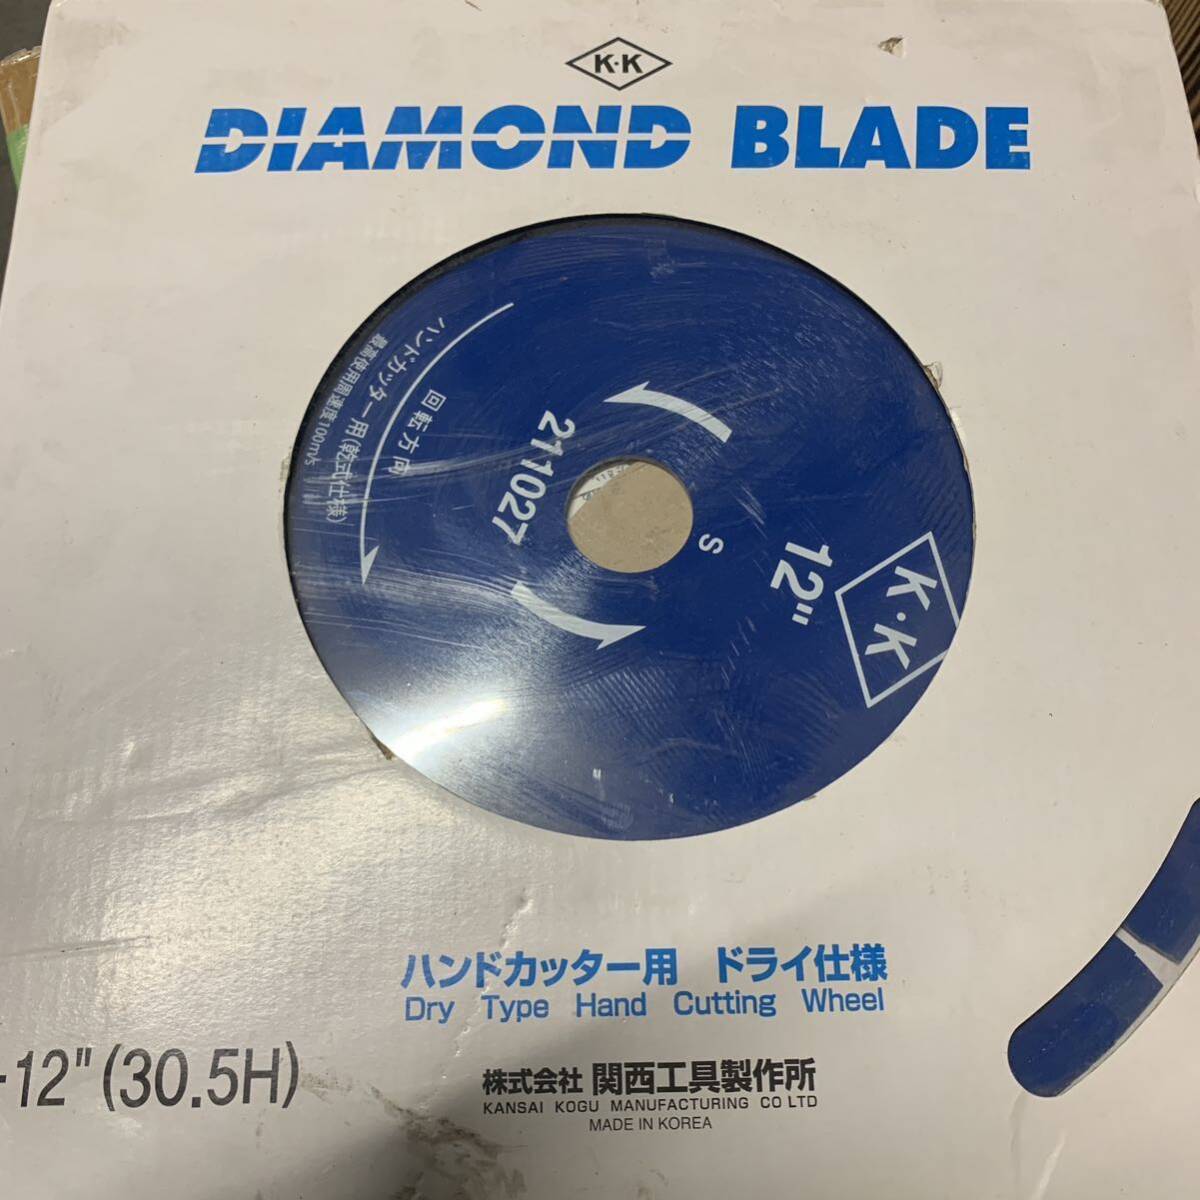 K·K
DIAMOND BLADE
ハンドカッター用(乾式仕様)
最高使用周速度100m/s
回転方向
211027
S
12"
K·K
ハンドカッター用 ドライ仕様
Dry Type Hand Cutting Wheel
-12"(30.5H)
株式会社 関西工具製作所
KANSAI KOGU MANUFACTURING CO LTD
MADE IN KOREA